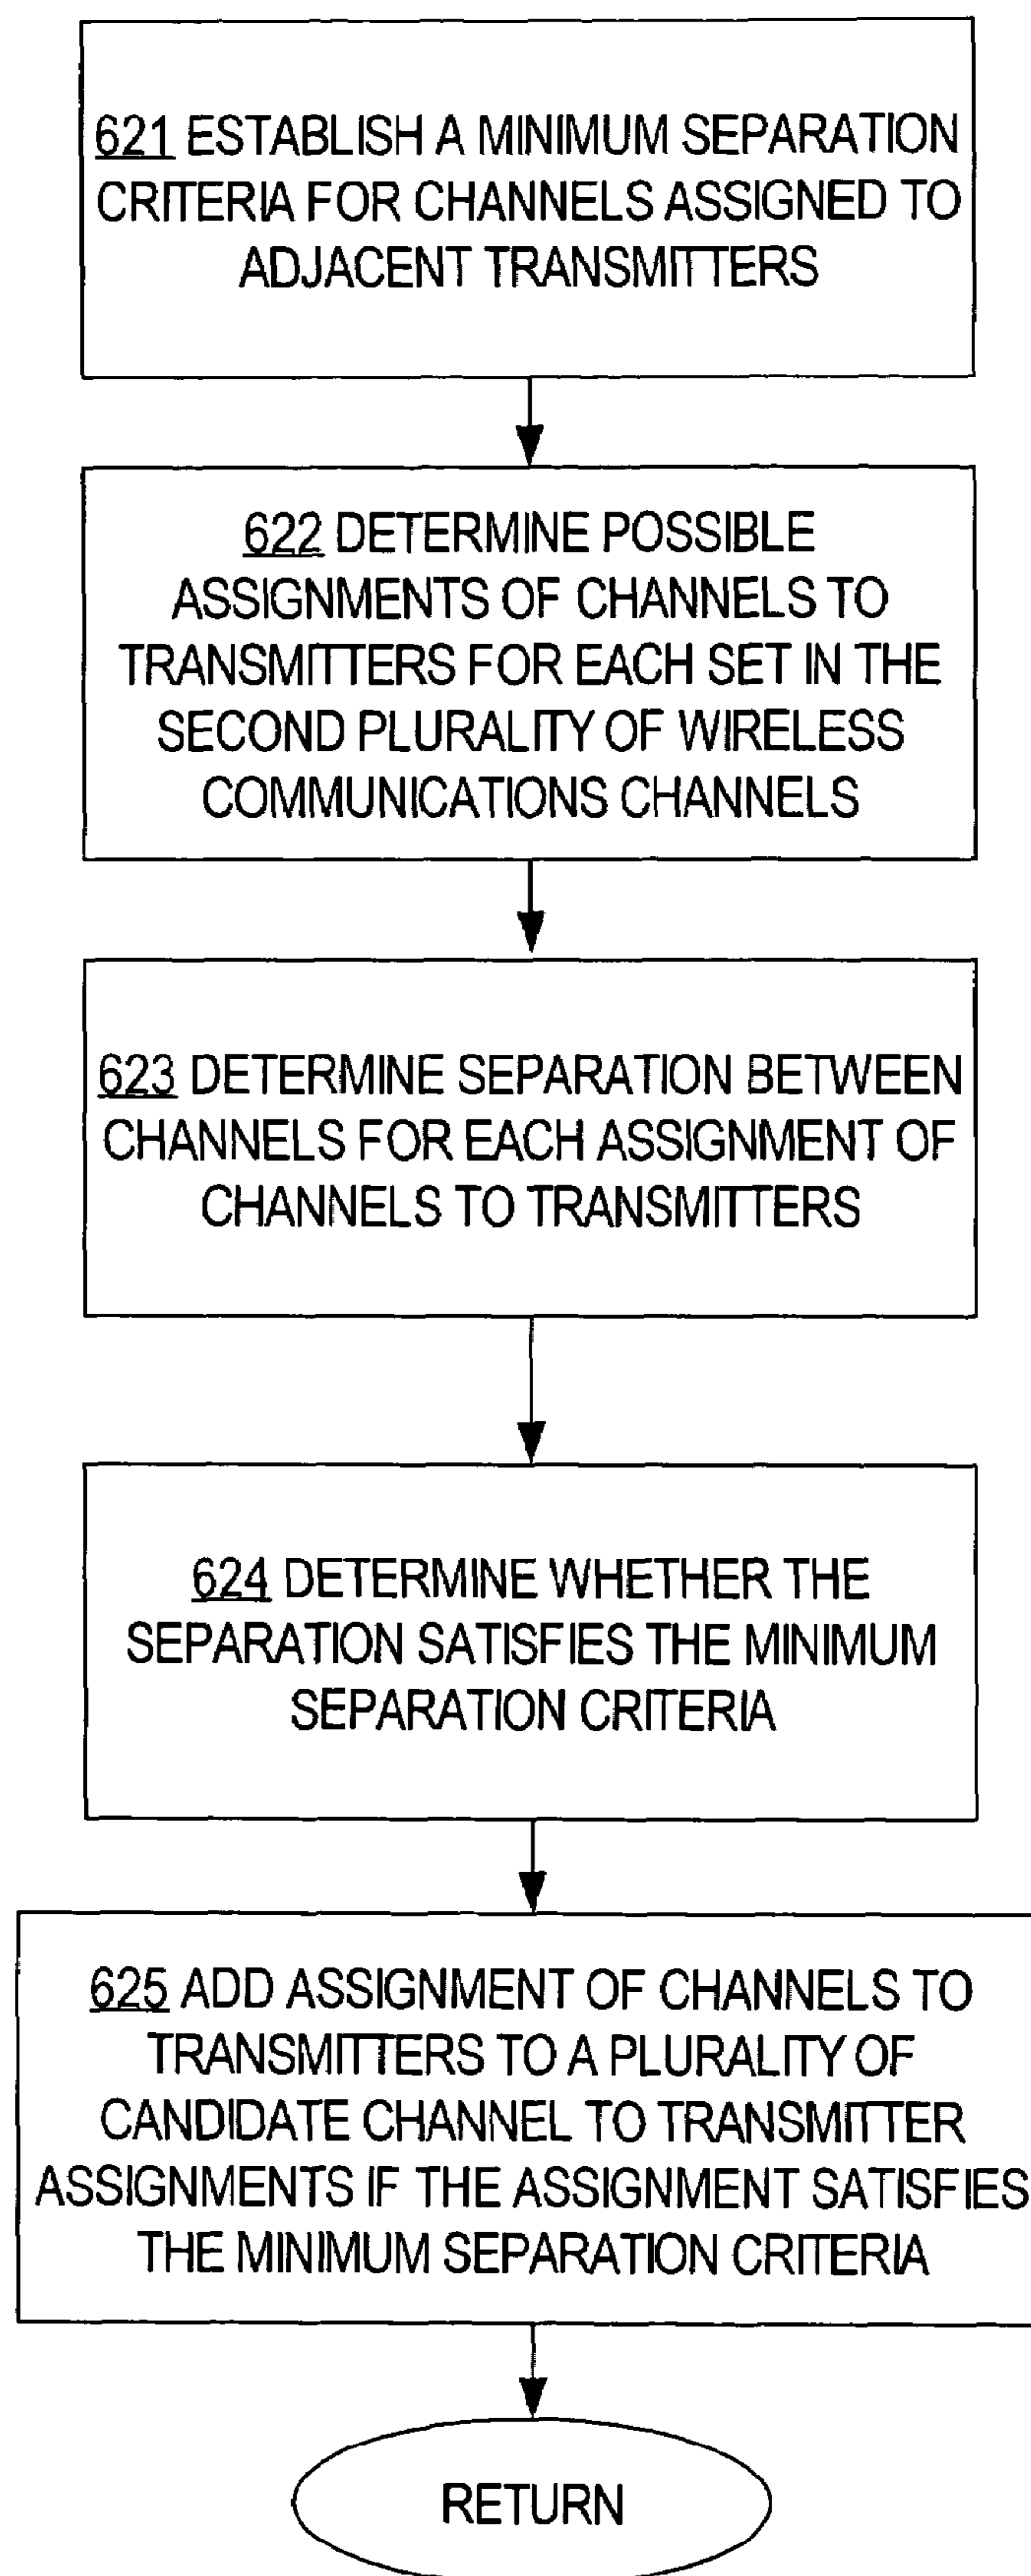 621 ESTABLISH A MINIMUM SEPARATION
CRITERIA FOR CHANNELS ASSIGNED TO
ADJACENT TRANSMITTERS
622 DETERMINE POSSIBLE
ASSIGNMENTS OF CHANNELS TO
TRANSMITTERS FOR EACH SET IN THE
SECOND PLURALITY OF WIRELESS
COMMUNICATIONS CHANNELS
623 DETERMINE SEPARATION BETWEEN
CHANNELS FOR EACH ASSIGNMENT OF
CHANNELS TO TRANSMITTERS
624 DETERMINE WHETHER THE
SEPARATION SATISFIES THE MINIMUM
SEPARATION CRITERIA
625 ADD ASSIGNMENT OF CHANNELS TO
TRANSMITTERS TO A PLURALITY OF
CANDIDATE CHANNEL TO TRANSMITTER
ASSIGNMENTS IF THE ASSIGNMENT SATISFIES
THE MINIMUM SEPARATION CRITERIA
RETURN